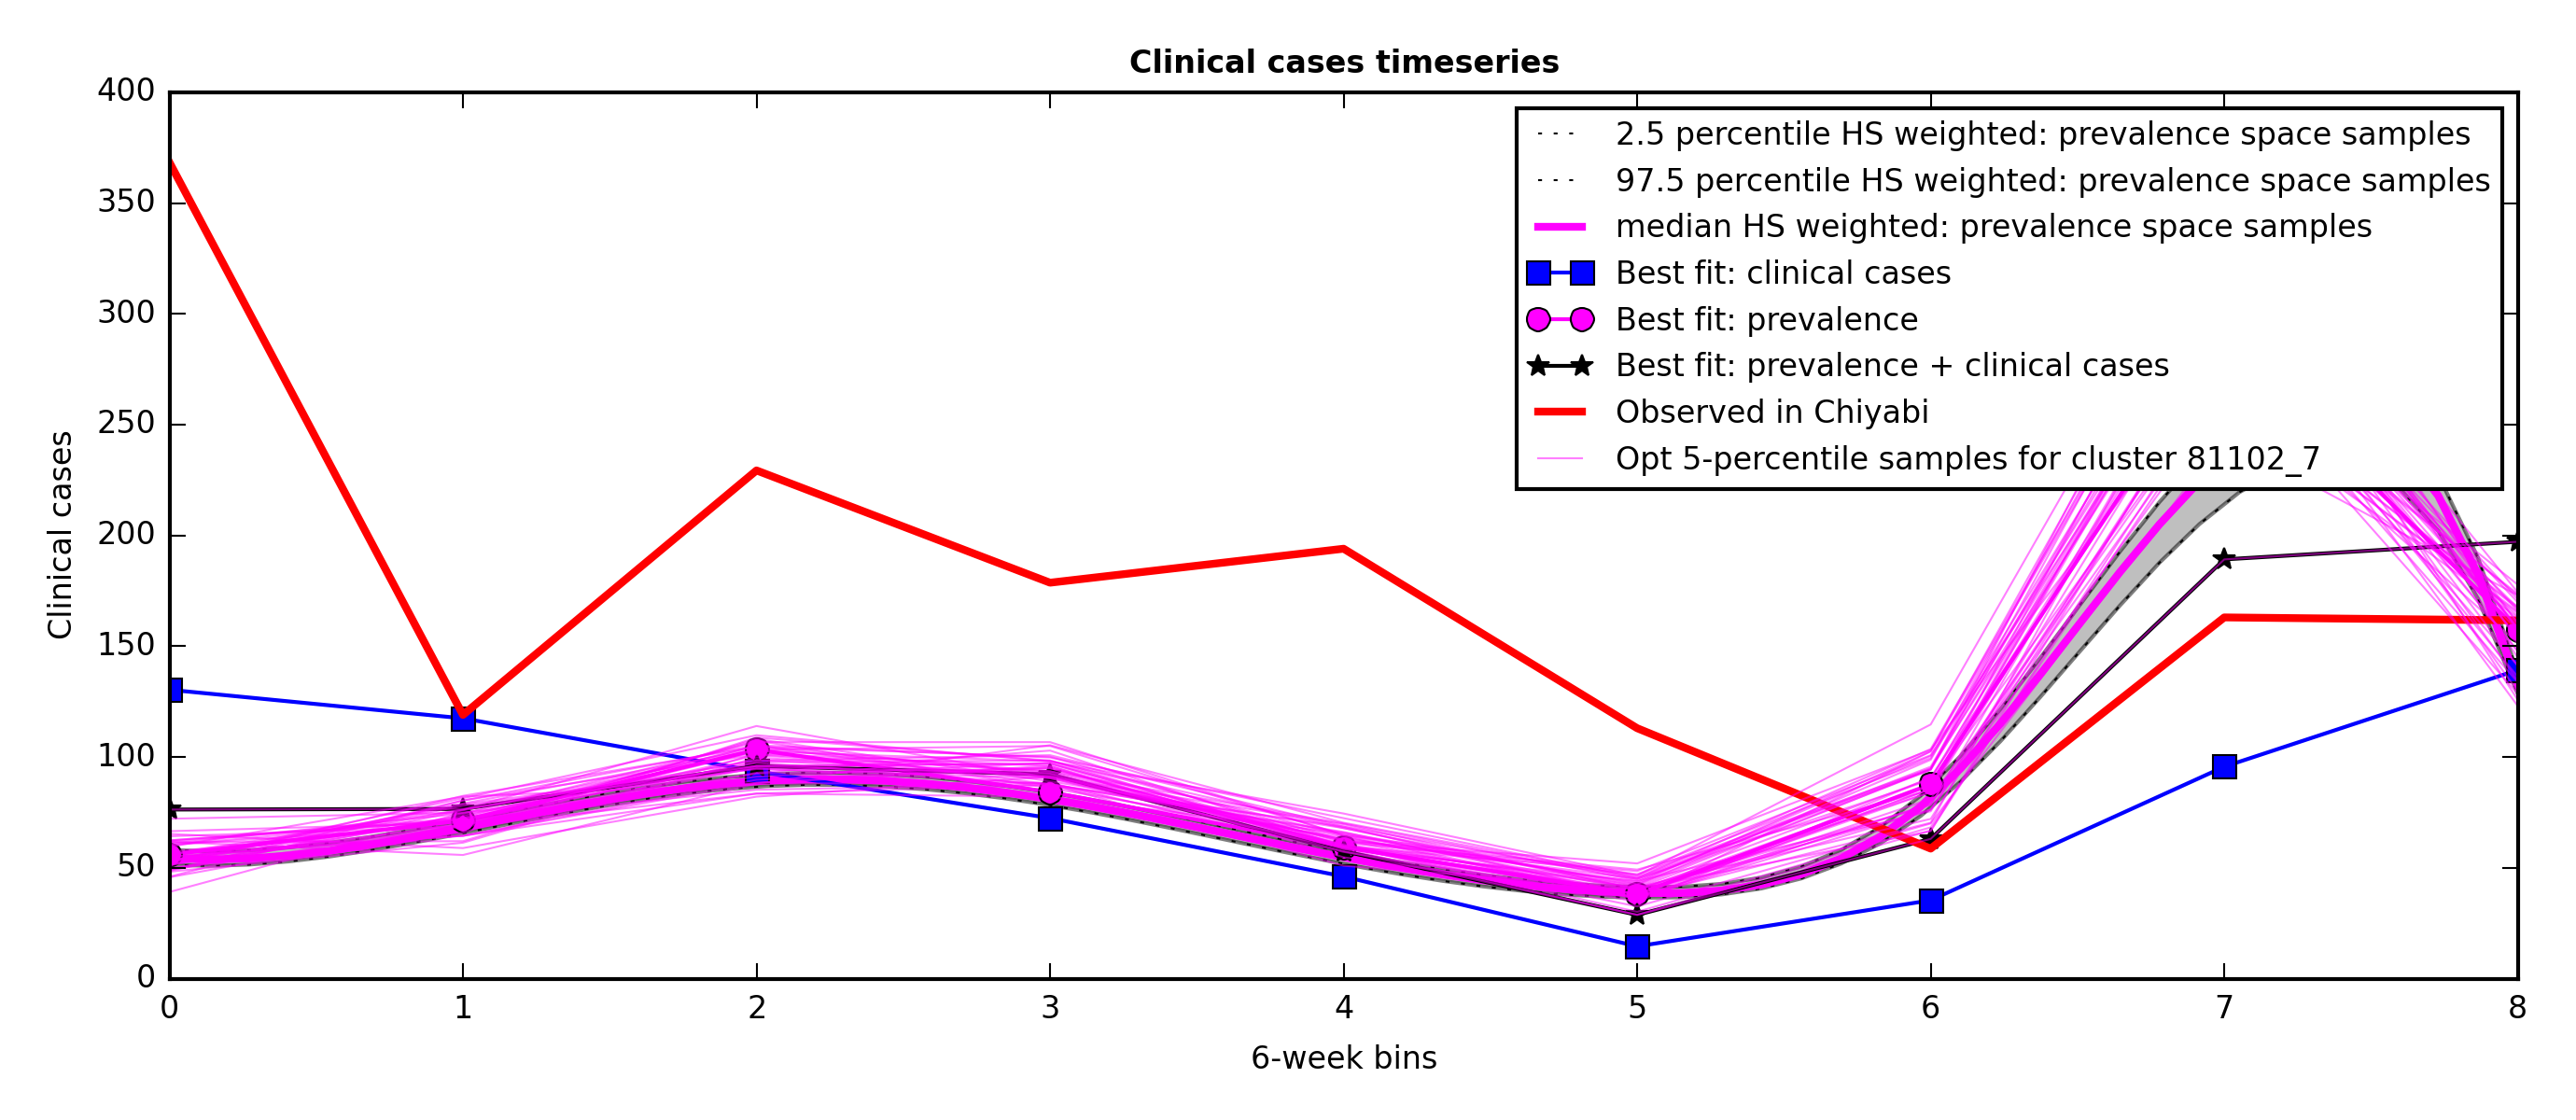 Clinical cases timeseries
400
350
300
250
200
150
100
50
0
Clinical cases
2.5 percentile HS weighted: prevalence space samples
97.5 percentile HS weighted: prevalence space samples
median HS weighted: prevalence space samples
Best fit: clinical cases
Best fit: prevalence
Best fit: prevalence + clinical cases
Observed in Chiyabi
Opt 5-percentile samples for cluster 81102_7
0 1 2 3 4 5 6 7 8
6-week bins